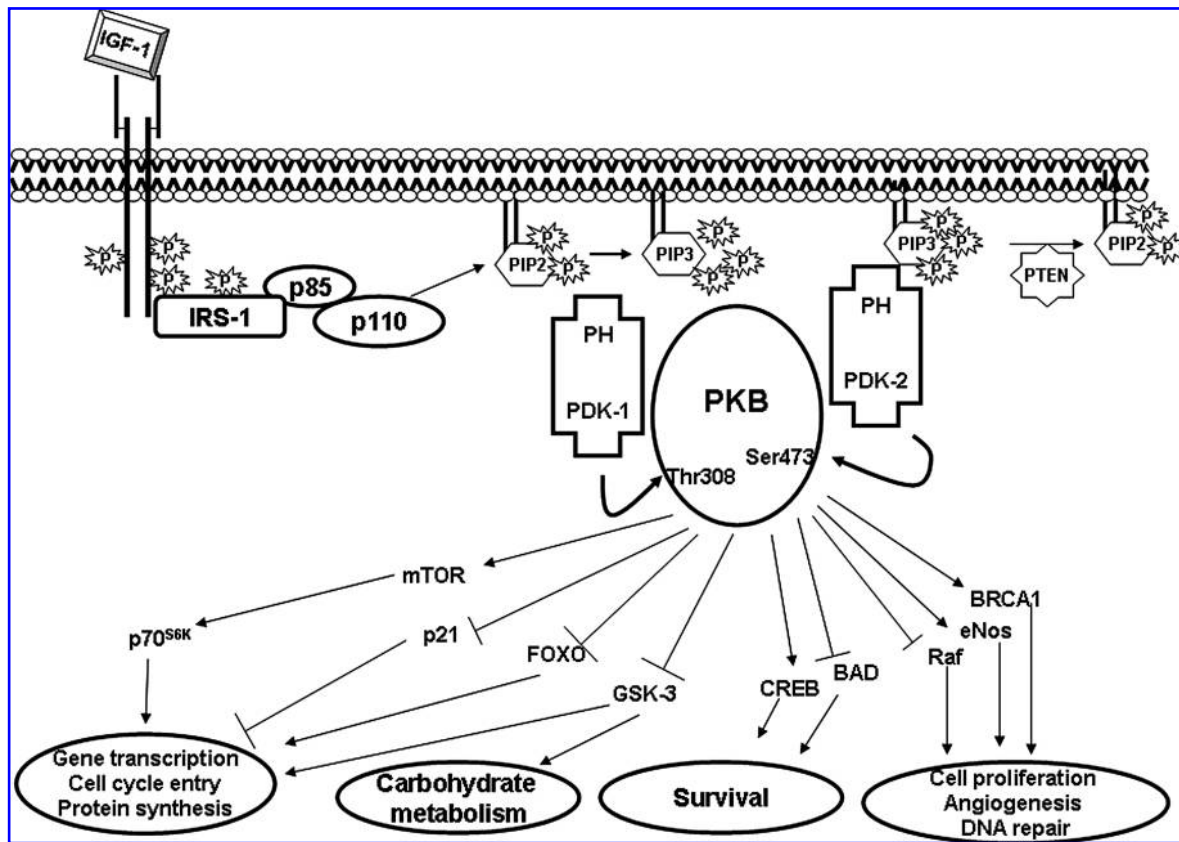 IGF-1
P
P
P
P
IRS-1
p85
p110
PIP2
P
P
PIP3
P
P
P
PIP3
P
P
P
PTEN
PIP2
P
P
PH
PDK-1
PKB
Thr308
Ser473
PH
PDK-2
mTOR
p70S6K
p21
FOXO
GSK-3
CREB
BAD
Raf
eNos
BRCA1
Gene transcription
Cell cycle entry
Protein synthesis
Carbohydrate
metabolism
Survival
Cell proliferation
Angiogenesis
DNA repair